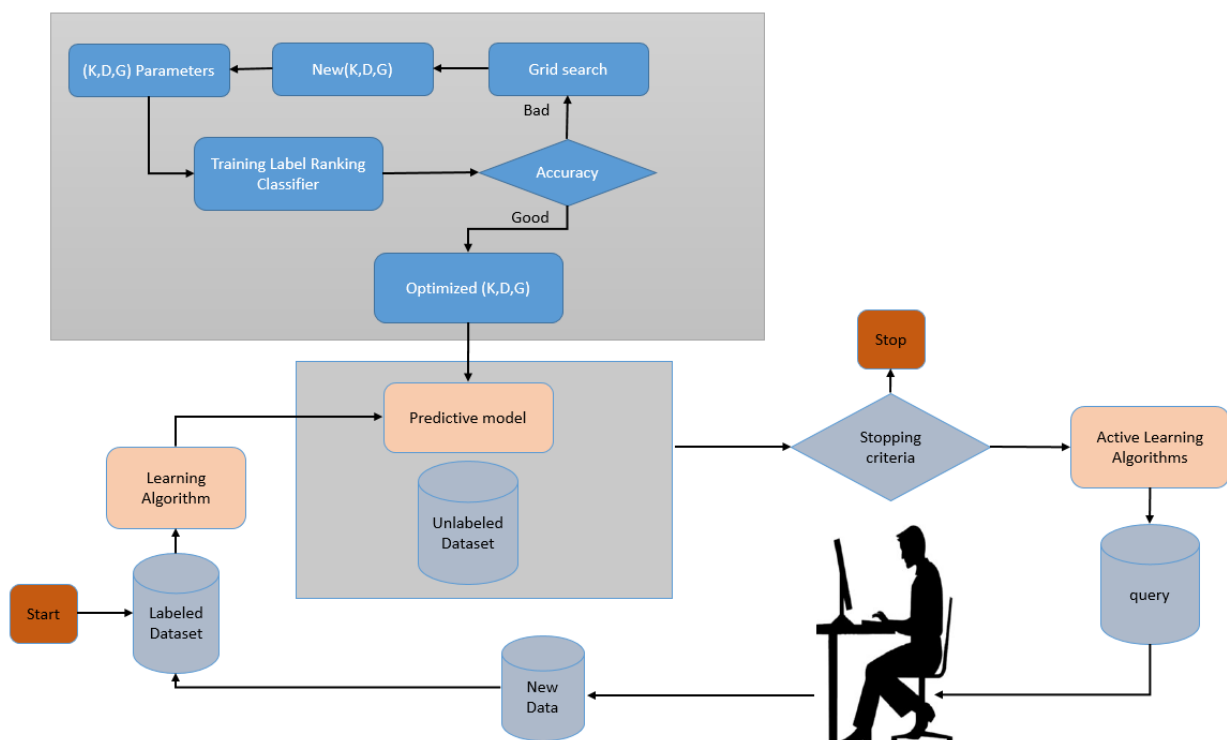 (K,D,G) Parameters
New(K,D,G)
Grid search
Bad
Training Label Ranking
Classifier
Accuracy
Good
Optimized (K,D,G)
Stop
Predictive model
Stopping
criteria
Active Learning
Algorithms
Learning
Algorithm
Unlabeled
Dataset
Start
Labeled
Dataset
query
New
Data